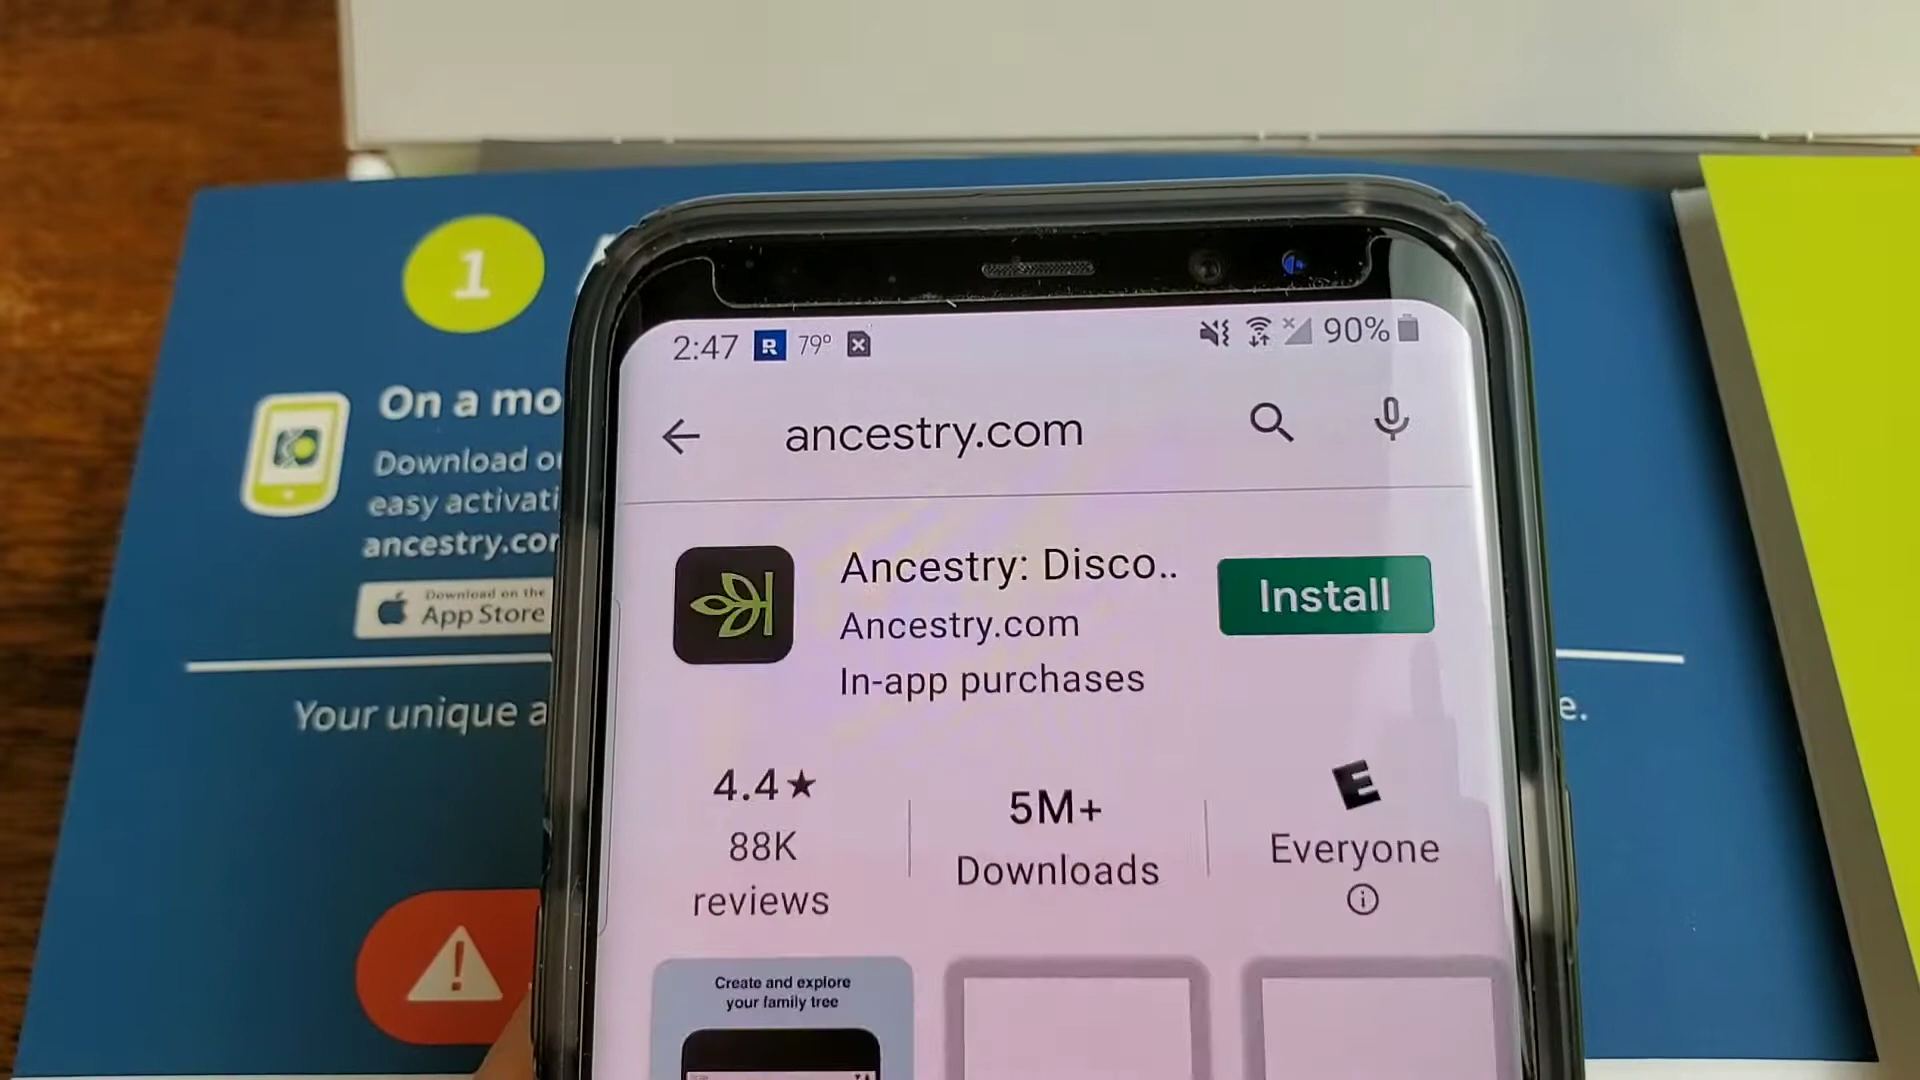 1
On a mo
Download o
easy activati
ancestry.co
Download on the
App Store
Your unique a
e.
2:47 R 79° 90%
ancestry.com
Ancestry: Disco..
Ancestry.com
In-app purchases
Install
4.4★
88K
reviews
5M+
Downloads
E
Everyone
Create and explore
your family tree